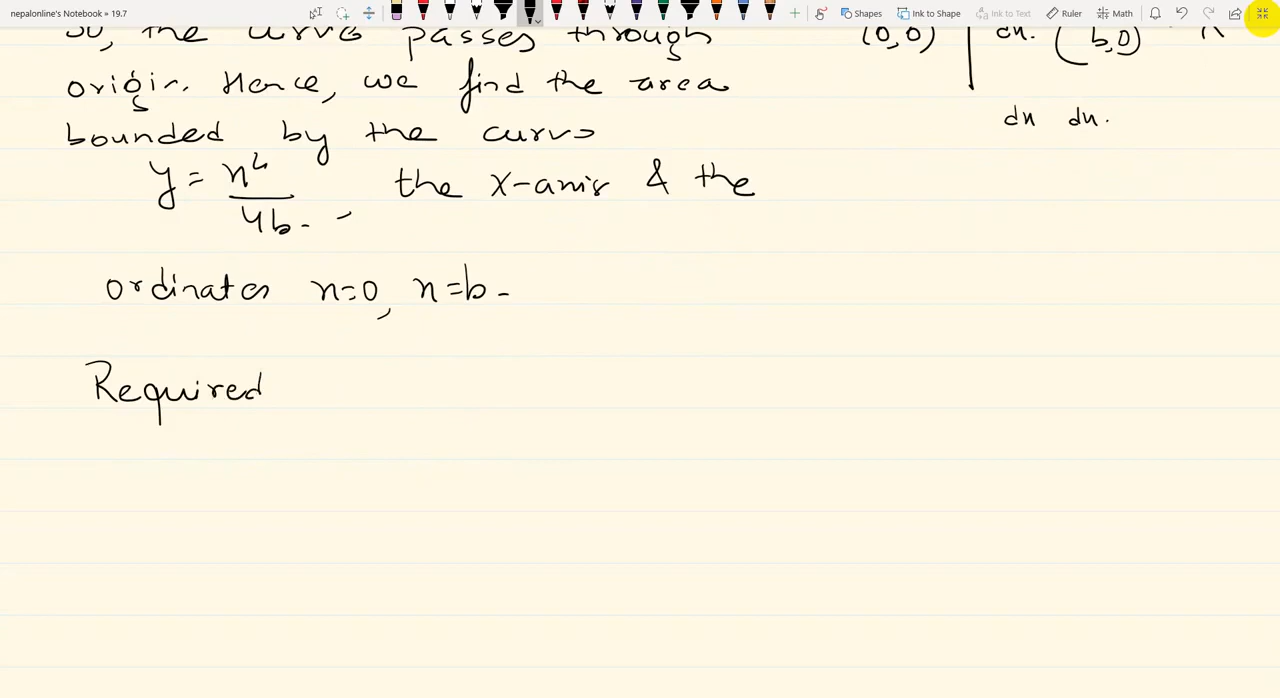 nepalonline's Notebook » 19.7
Shapes Ink to Shape Ink to Text Ruler Math
So, the curve passes through
origin. Hence, we find the area
bounded by the curve
y = x²/4b, the x-axis & the
ordinates x=0, x=b.
Required
(0,0) dx. (b,0) X
dx dx.